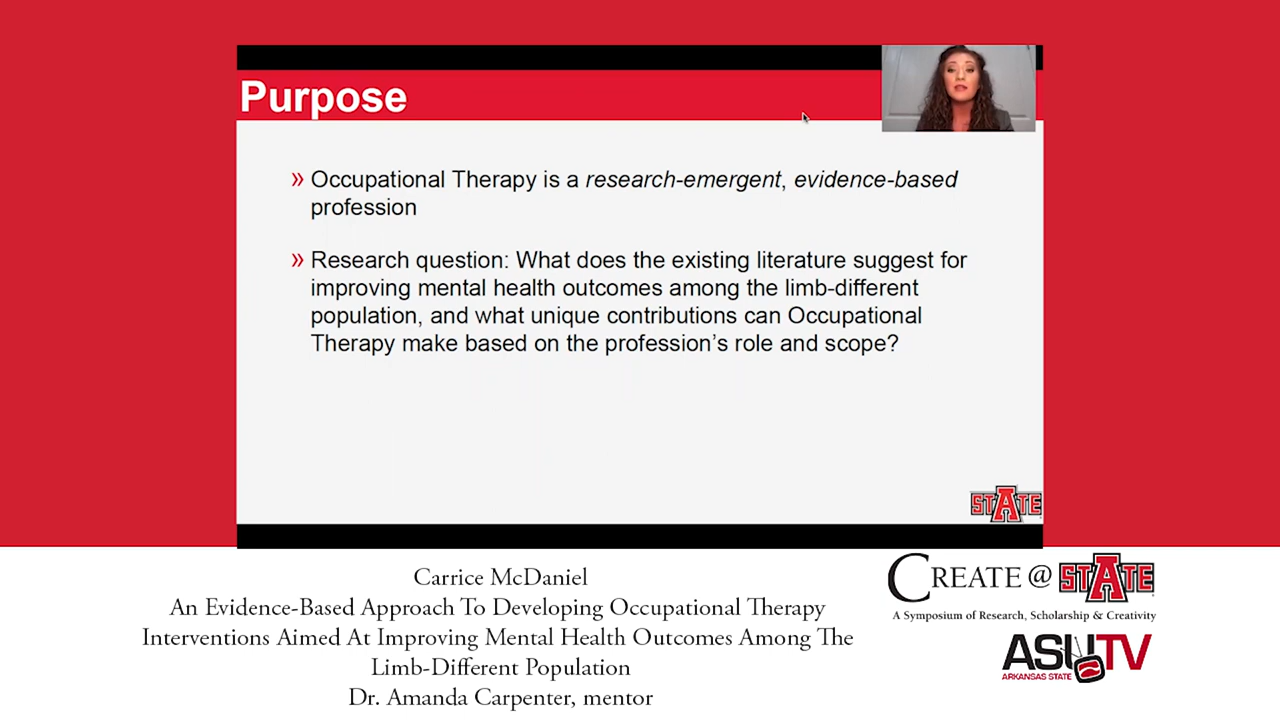 Purpose
» Occupational Therapy is a research-emergent, evidence-based
profession
» Research question: What does the existing literature suggest for
improving mental health outcomes among the limb-different
population, and what unique contributions can Occupational
Therapy make based on the profession's role and scope?
STATE
Carrice McDaniel
An Evidence-Based Approach To Developing Occupational Therapy
Interventions Aimed At Improving Mental Health Outcomes Among The
Limb-Different Population
Dr. Amanda Carpenter, mentor
CREATE @ STATE
A Symposium of Research, Scholarship & Creativity
ASUTV
ARKANSAS STATE